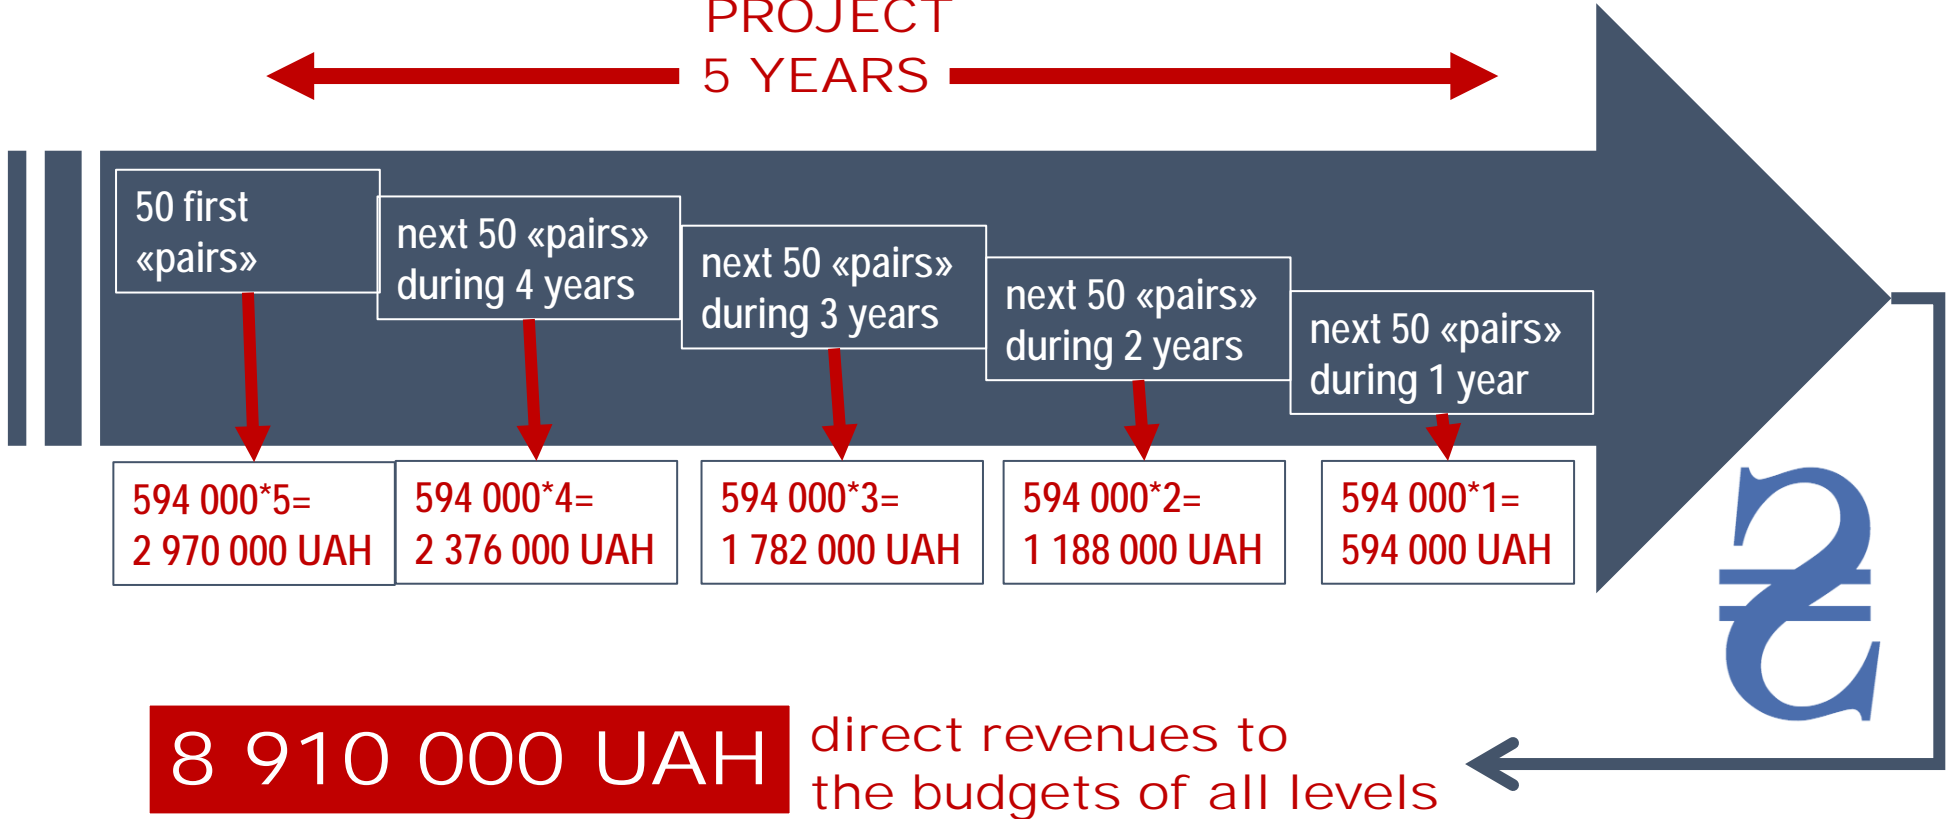 PROJECT
5 YEARS
50 first
«pairs»
next 50 «pairs»
during 4 years
next 50 «pairs»
during 3 years
next 50 «pairs»
during 2 years
next 50 «pairs»
during 1 year
594 000*5=
2 970 000 UAH
594 000*4=
2 376 000 UAH
594 000*3=
1 782 000 UAH
594 000*2=
1 188 000 UAH
594 000*1=
594 000 UAH
₴
8 910 000 UAH
direct revenues to
the budgets of all levels